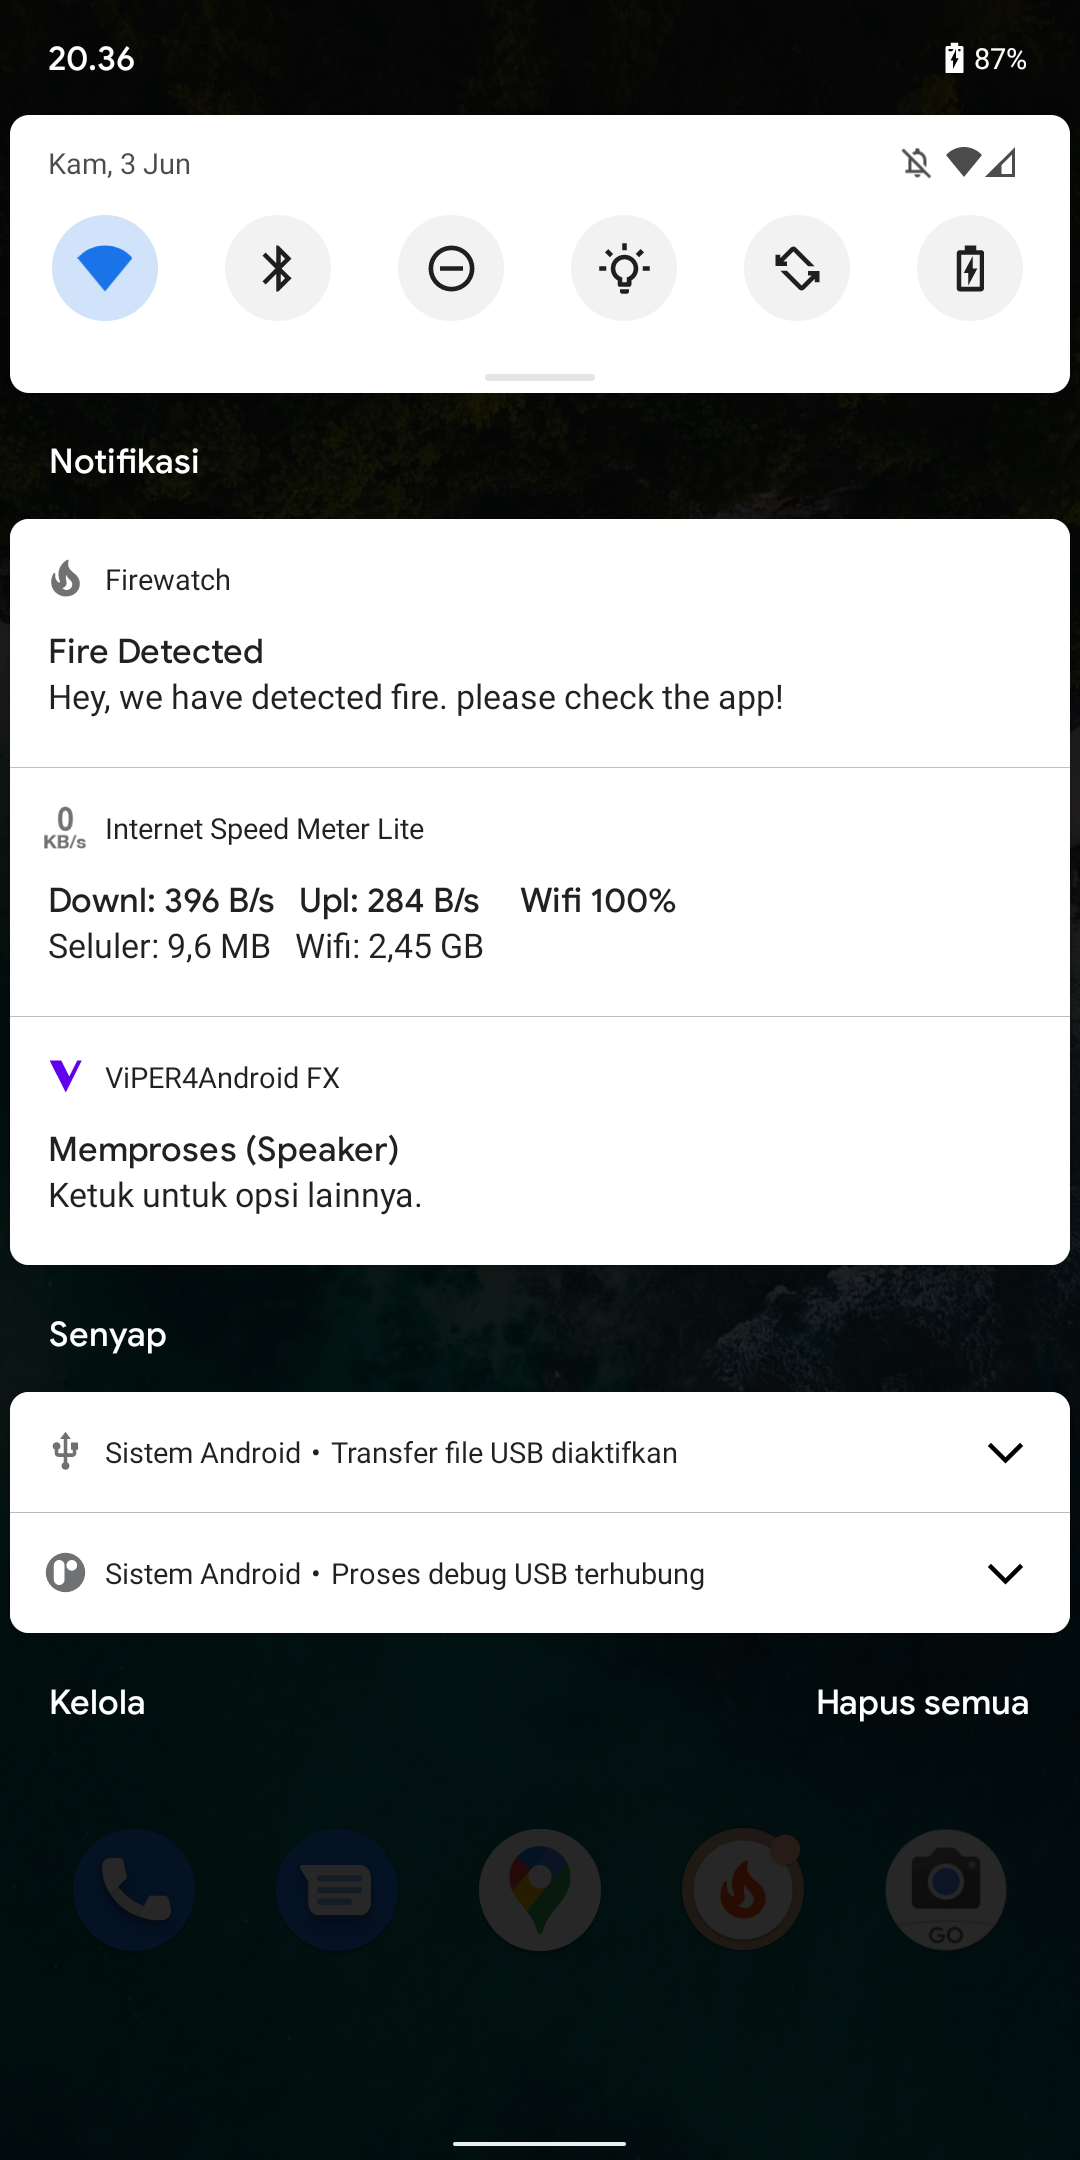 20.36
87%
Kam, 3 Jun
Notifikasi
Firewatch
Fire Detected
Hey, we have detected fire. please check the app!
0
KB/s
Internet Speed Meter Lite
Downl: 396 B/s   Upl: 284 B/s     Wifi 100%
Seluler: 9,6 MB   Wifi: 2,45 GB
ViPER4Android FX
Memproses (Speaker)
Ketuk untuk opsi lainnya.
Senyap
Sistem Android • Transfer file USB diaktifkan
Sistem Android • Proses debug USB terhubung
Kelola
Hapus semua
GO